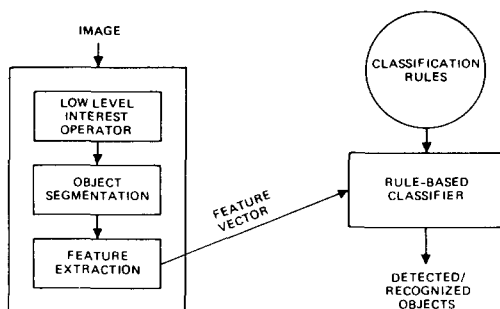 IMAGE
LOW LEVEL
INTEREST
OPERATOR
OBJECT
SEGMENTATION
FEATURE
EXTRACTION
FEATURE
VECTOR
CLASSIFICATION
RULES
RULE-BASED
CLASSIFIER
DETECTED/
RECOGNIZED
OBJECTS